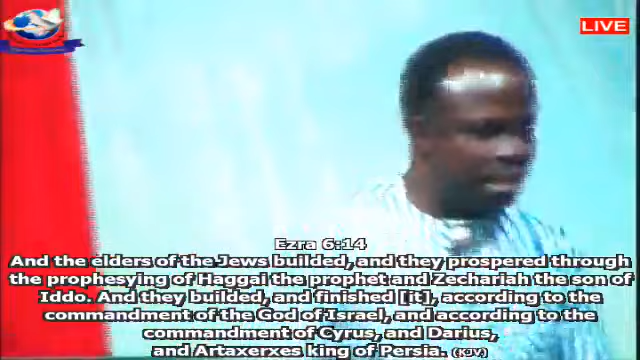 LIVE
Ezra 6:14
And the elders of the Jews builded, and they prospered through
the prophesying of Haggai the prophet and Zechariah the son of
Iddo. And they builded, and finished [it], according to the
commandment of the God of Israel, and according to the
commandment of Cyrus, and Darius,
and Artaxerxes king of Persia. (KJV)